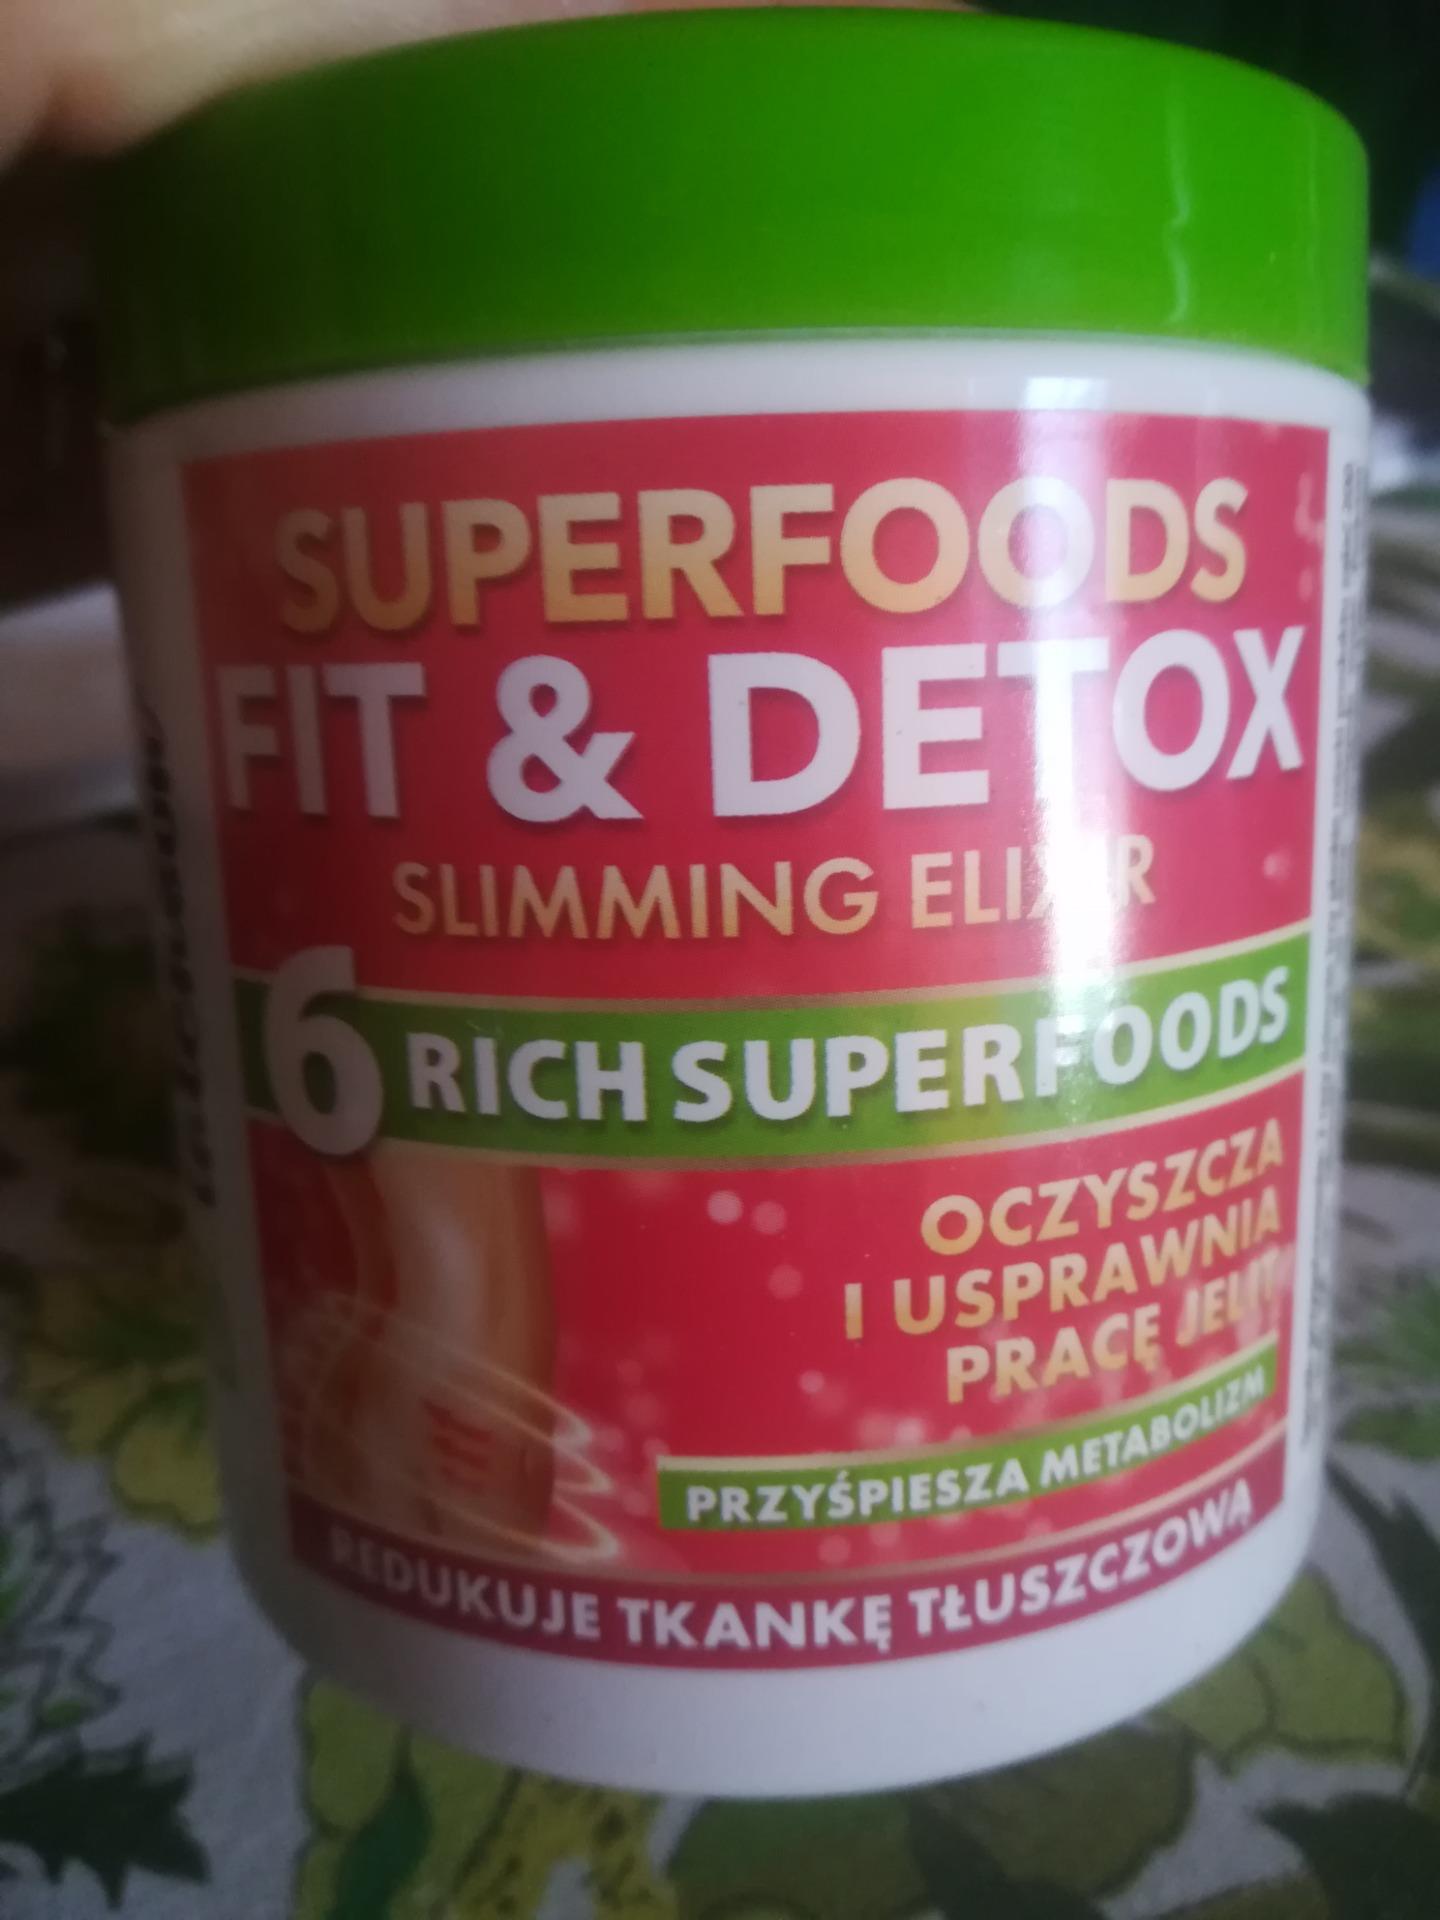 SUPERFOODS
FIT & DETOX
SLIMMING ELIXIR
6 RICH SUPERFOODS
OCZYSZCZA
I USPRAWNIA
PRACĘ JELIT
PRZYŚPIESZA METABOLIZM
REDUKUJE TKANKĘ TŁUSZCZOWĄ